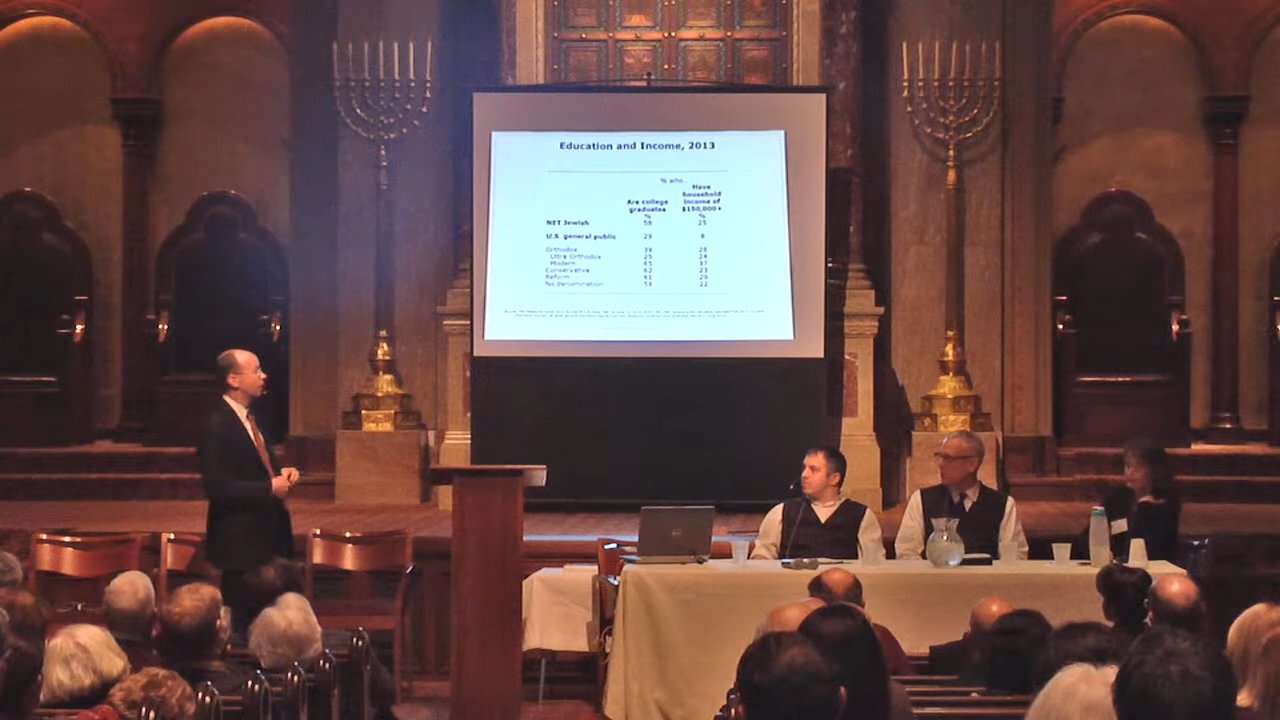 Education and Income, 2013
% who...
Have
household
Are college income of
graduates $150,000+
% %
NET Jewish 58 25
U.S. general public 29 8
Orthodox 39 28
Ultra Orthodox 25 24
Modern 65 37
Conservative 62 23
Reform 61 29
No denomination 58 22